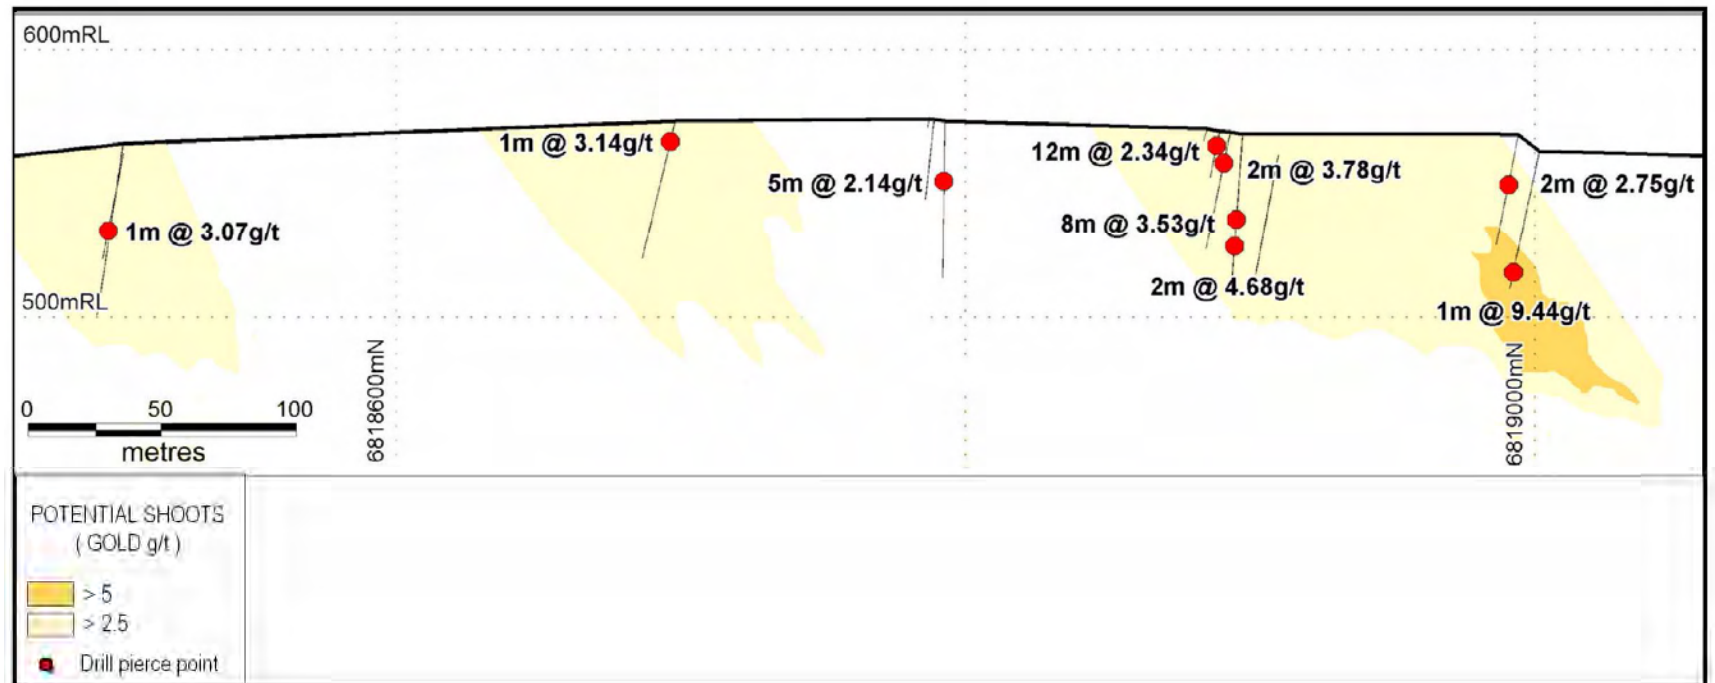 600mRL
1m @ 3.14g/t
12m @ 2.34g/t
2m @ 3.78g/t
5m @ 2.14g/t
2m @ 2.75g/t
1m @ 3.07g/t
8m @ 3.53g/t
2m @ 4.68g/t
500mRL
1m @ 9.44g/t
6818600mN
6819000mN
0 50 100
metres
POTENTIAL SHOOTS
( GOLD g/t )
> 5
> 2.5
Drill pierce point